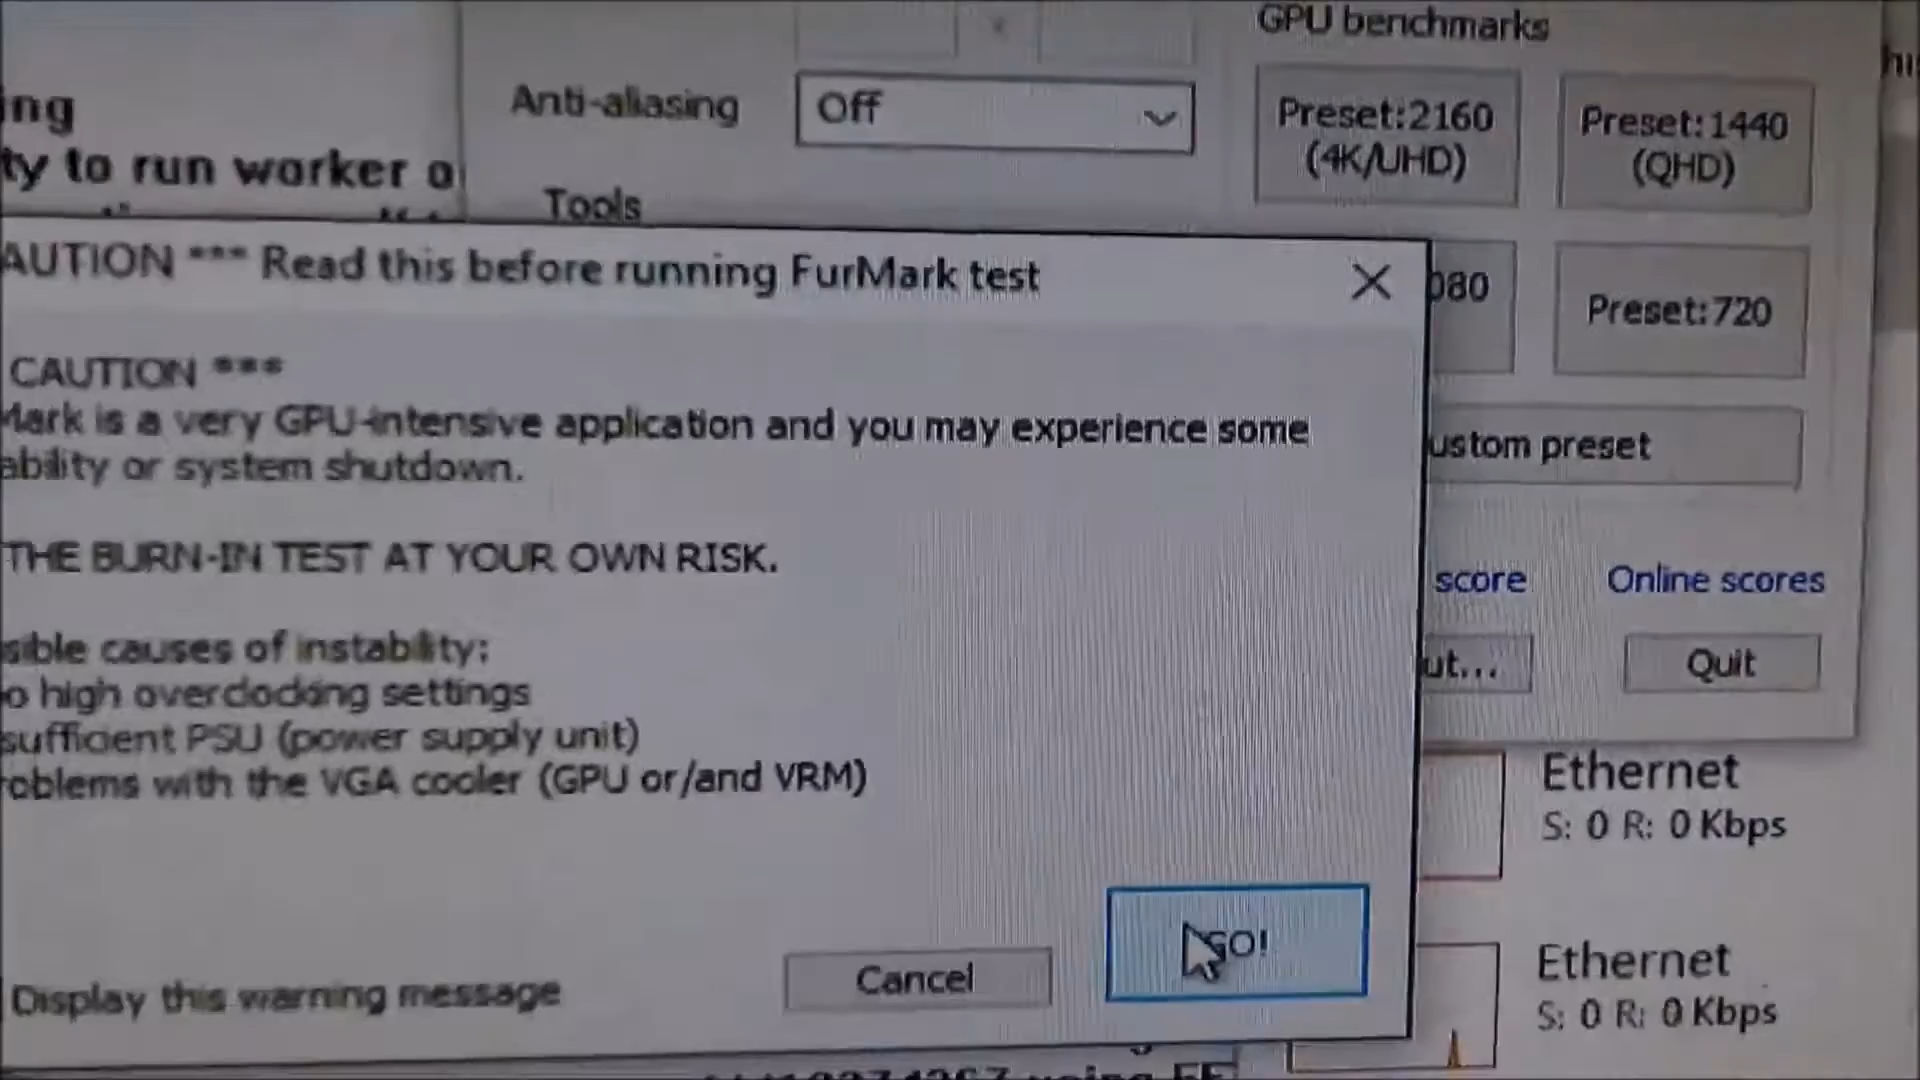 GPU benchmarks
ing
Anti-aliasing
Off
Preset:2160
(4K/UHD)
Preset:1440
(QHD)
ty to run worker o
Tools
AUTION *** Read this before running FurMark test
080
Preset:720
CAUTION ***
Mark is a very GPU-intensive application and you may experience some
ability or system shutdown.
ustom preset
THE BURN-IN TEST AT YOUR OWN RISK.
score
Online scores
sible causes of instability:
o high overclocking settings
sufficient PSU (power supply unit)
roblems with the VGA cooler (GPU or/and VRM)
ut...
Quit
Ethernet
S: 0 R: 0 Kbps
GO!
Cancel
Display this warning message
Ethernet
S: 0 R: 0 Kbps